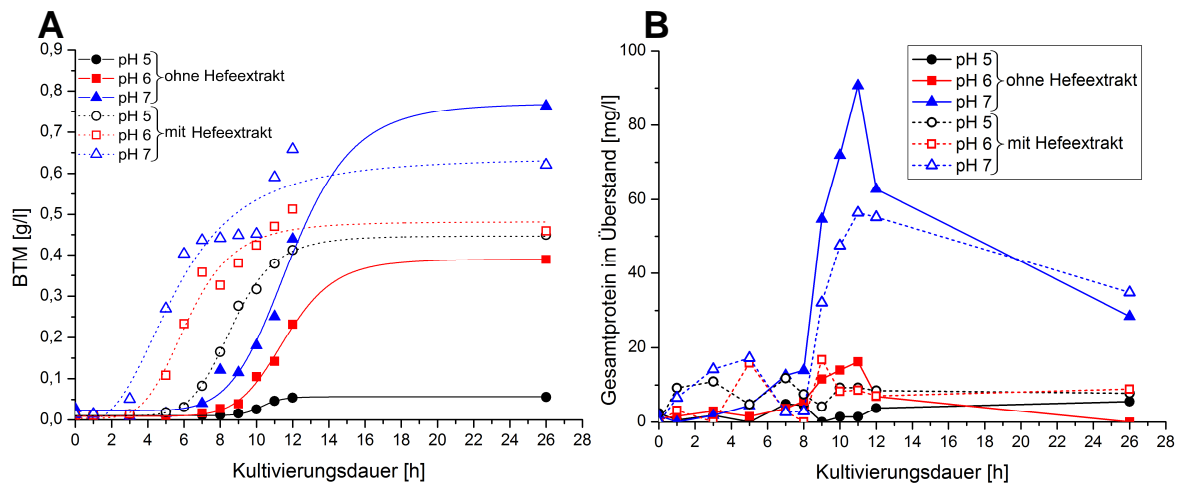 A
BTM [g/l]
0,9
0,8
0,7
0,6
0,5
0,4
0,3
0,2
0,1
0,0
pH 5
pH 6
pH 7
ohne Hefeextrakt
pH 5
pH 6
pH 7
mit Hefeextrakt
0 2 4 6 8 10 12 14 16 18 20 22 24 26 28
Kultivierungsdauer [h]
B
Gesamtprotein im Überstand [mg/l]
100
80
60
40
20
0
pH 5
pH 6
pH 7
ohne Hefeextrakt
pH 5
pH 6
pH 7
mit Hefeextrakt
0 2 4 6 8 10 12 14 16 18 20 22 24 26 28
Kultivierungsdauer [h]